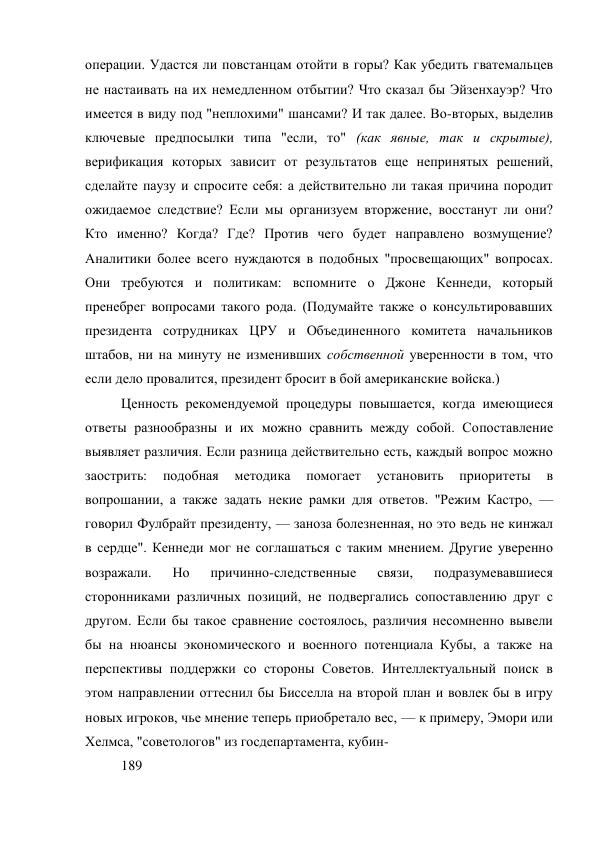 операции. Удастся ли повстанцам отойти в горы? Как убедить гватемальцев
не настаивать на их немедленном отбытии? Что сказал бы Эйзенхауэр? Что
имеется в виду под "неплохими" шансами? И так далее. Во-вторых, выделив
ключевые предпосылки типа "если, то" (как явные, так и скрытые),
верификация которых зависит от результатов еще непринятых решений,
сделайте паузу и спросите себя: а действительно ли такая причина породит
ожидаемое следствие? Если мы организуем вторжение, восстанут ли они?
Кто именно? Когда? Где? Против чего будет направлено возмущение?
Аналитики более всего нуждаются в подобных "просвещающих" вопросах.
Они требуются и политикам: вспомните о Джоне Кеннеди, который
пренебрег вопросами такого рода. (Подумайте также о консультировавших
президента сотрудниках ЦРУ и Объединенного комитета начальников
штабов, ни на минуту не изменивших собственной уверенности в том, что
если дело провалится, президент бросит в бой американские войска.)
Ценность рекомендуемой процедуры повышается, когда имеющиеся
ответы разнообразны и их можно сравнить между собой. Сопоставление
выявляет различия. Если разница действительно есть, каждый вопрос можно
заострить: подобная методика помогает установить приоритеты в
вопрошании, а также задать некие рамки для ответов. "Режим Кастро, —
говорил Фулбрайт президенту, — заноза болезненная, но это ведь не кинжал
в сердце". Кеннеди мог не соглашаться с таким мнением. Другие уверенно
возражали. Но причинно-следственные связи, подразумевавшиеся
сторонниками различных позиций, не подвергались сопоставлению друг с
другом. Если бы такое сравнение состоялось, различия несомненно вывели
бы на нюансы экономического и военного потенциала Кубы, а также на
перспективы поддержки со стороны Советов. Интеллектуальный поиск в
этом направлении оттеснил бы Бисселла на второй план и вовлек бы в игру
новых игроков, чье мнение теперь приобретало вес, — к примеру, Эмори или
Хелмса, "советологов" из госдепартамента, кубин-
189